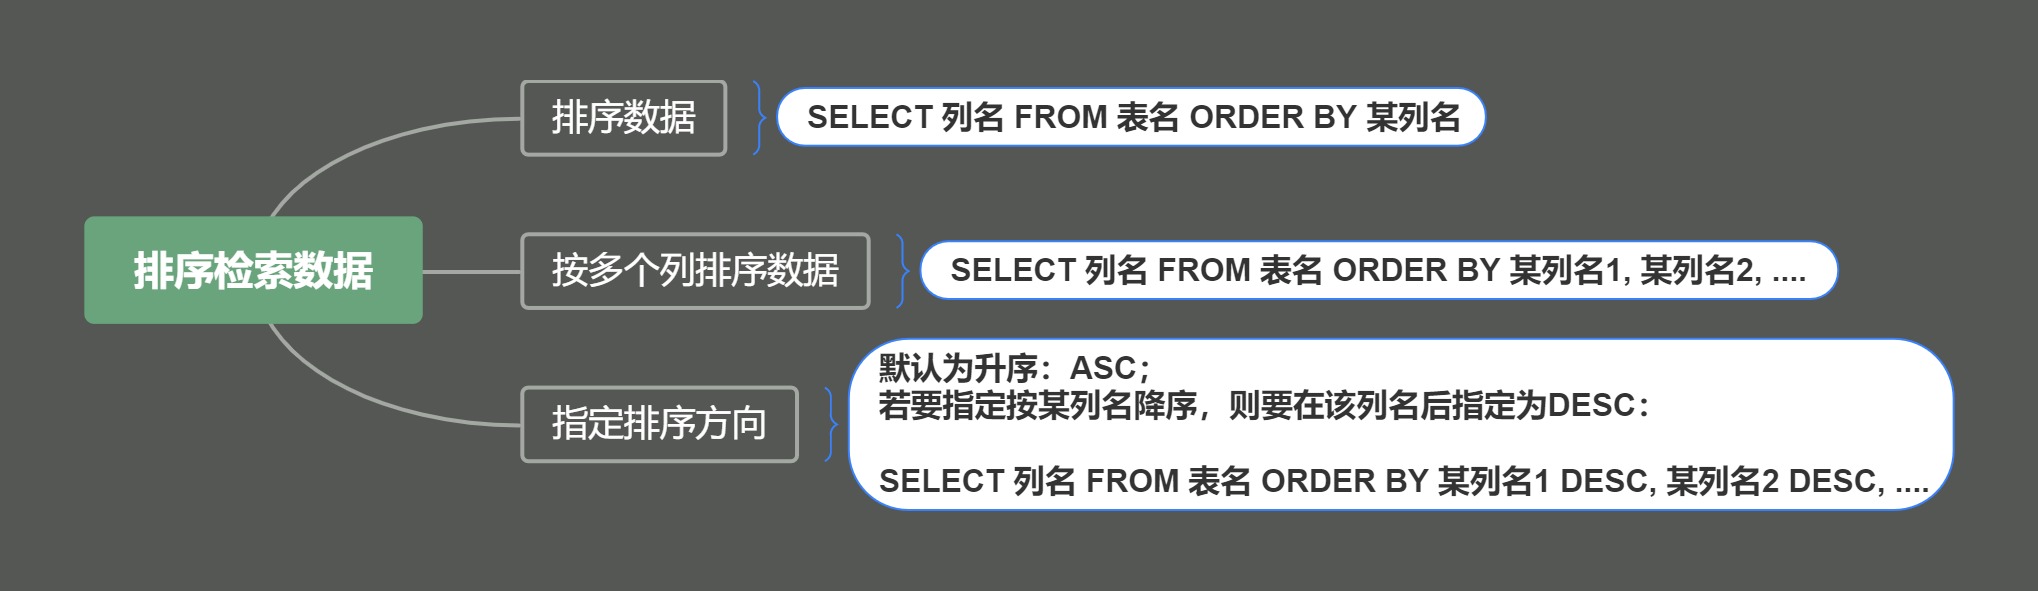 排序数据
SELECT 列名 FROM 表名 ORDER BY 某列名
排序检索数据
按多个列排序数据
SELECT 列名 FROM 表名 ORDER BY 某列名1, 某列名2, ....
指定排序方向
默认为升序：ASC；
若要指定按某列名降序，则要在该列名后指定为DESC：
SELECT 列名 FROM 表名 ORDER BY 某列名1 DESC, 某列名2 DESC, ....